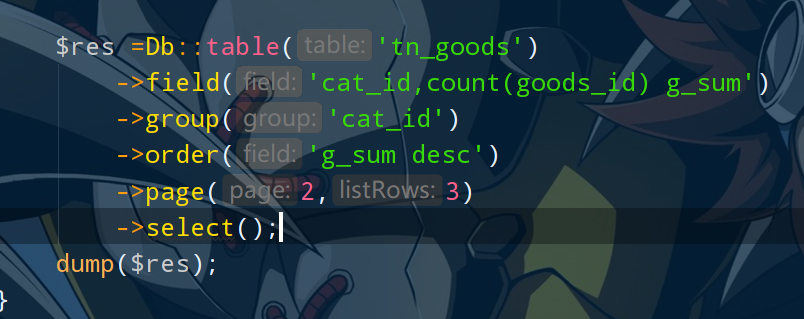 $res =Db::table( table: 'tn_goods')
->field( field: 'cat_id,count(goods_id) g_sum')
->group( group: 'cat_id')
->order( field: 'g_sum desc')
->page( page: 2, listRows: 3)
->select();
dump($res);
}